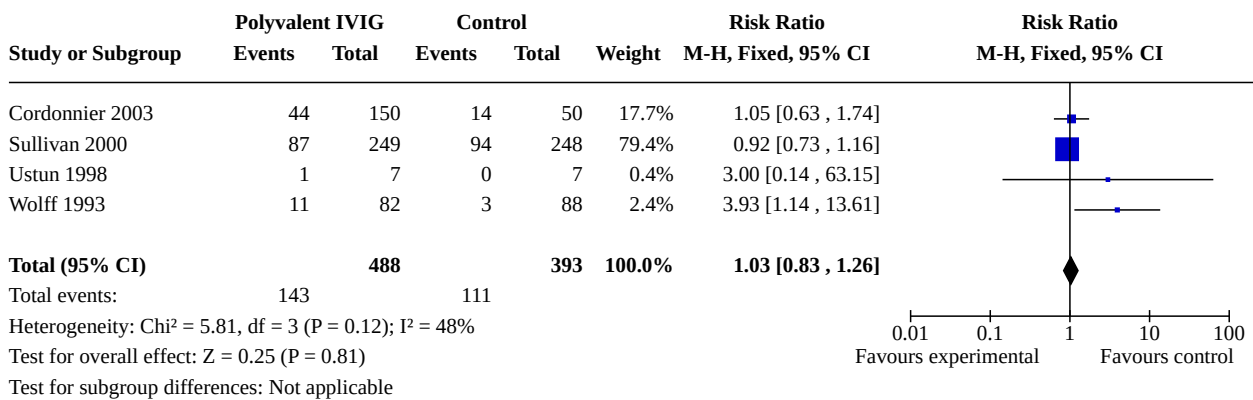 Polyvalent IVIG Control Risk Ratio Risk Ratio
Study or Subgroup Events Total Events Total Weight M-H, Fixed, 95% CI M-H, Fixed, 95% CI
Cordonnier 2003 44 150 14 50 17.7% 1.05 [0.63 , 1.74]
Sullivan 2000 87 249 94 248 79.4% 0.92 [0.73 , 1.16]
Ustun 1998 1 7 0 7 0.4% 3.00 [0.14 , 63.15]
Wolff 1993 11 82 3 88 2.4% 3.93 [1.14 , 13.61]
Total (95% CI) 488 393 100.0% 1.03 [0.83 , 1.26]
Total events: 143 111
Heterogeneity: Chi² = 5.81, df = 3 (P = 0.12); I² = 48%
0.01 0.1 1 10 100
Test for overall effect: Z = 0.25 (P = 0.81) Favours experimental Favours control
Test for subgroup differences: Not applicable